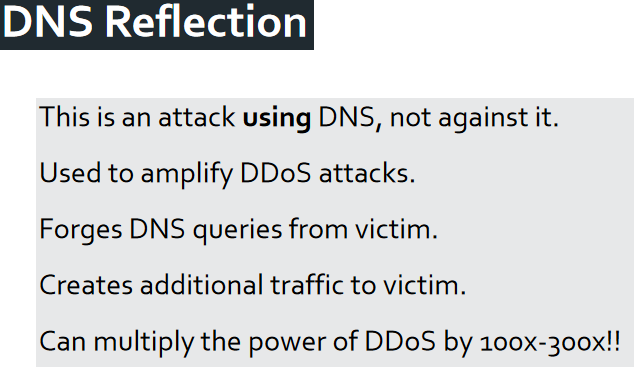 DNS Reflection
This is an attack using DNS, not against it.
Used to amplify DDoS attacks.
Forges DNS queries from victim.
Creates additional traffic to victim.
Can multiply the power of DDoS by 100x-300x!!